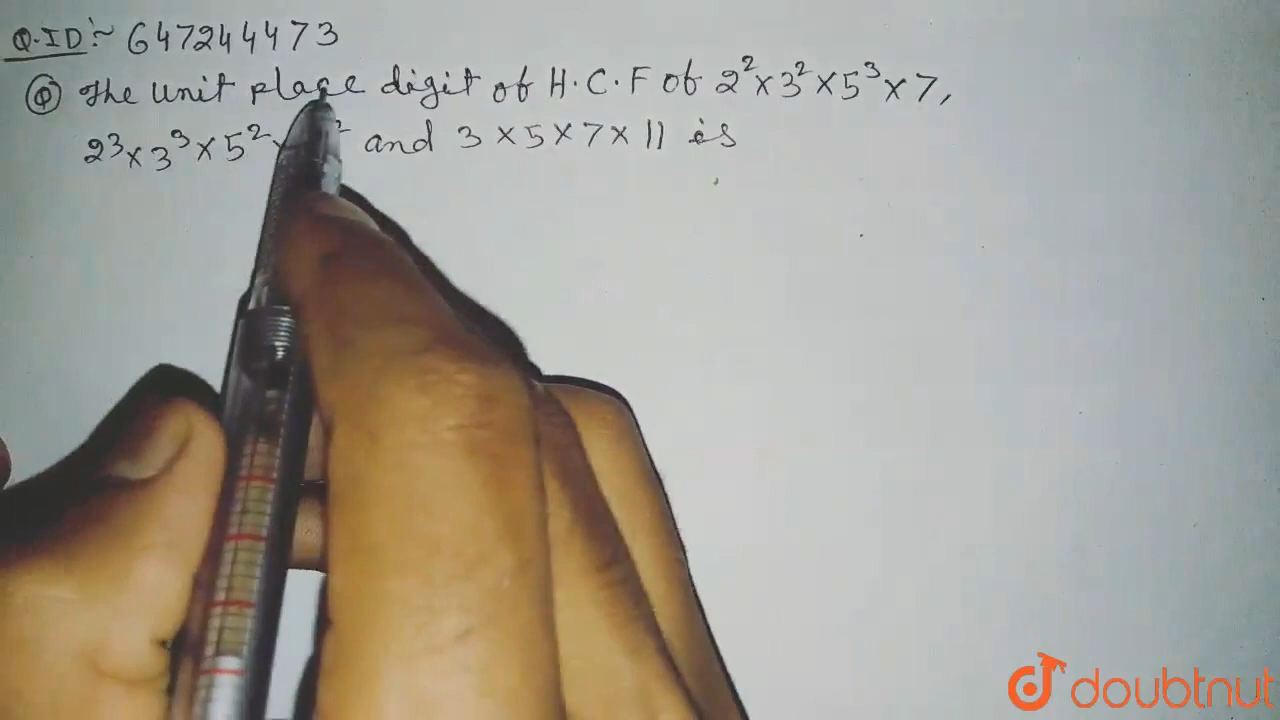 Q.ID:~ 647244473
Q The unit place digit of H.C.F of 2² × 3² × 5³ × 7,
2³ × 3³ × 5² × ² and 3 × 5 × 7 × 11 is
doubtnut